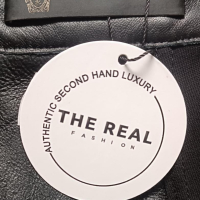 AUTHENTIC SECOND HAND LUXURY
THE REAL
FASHION